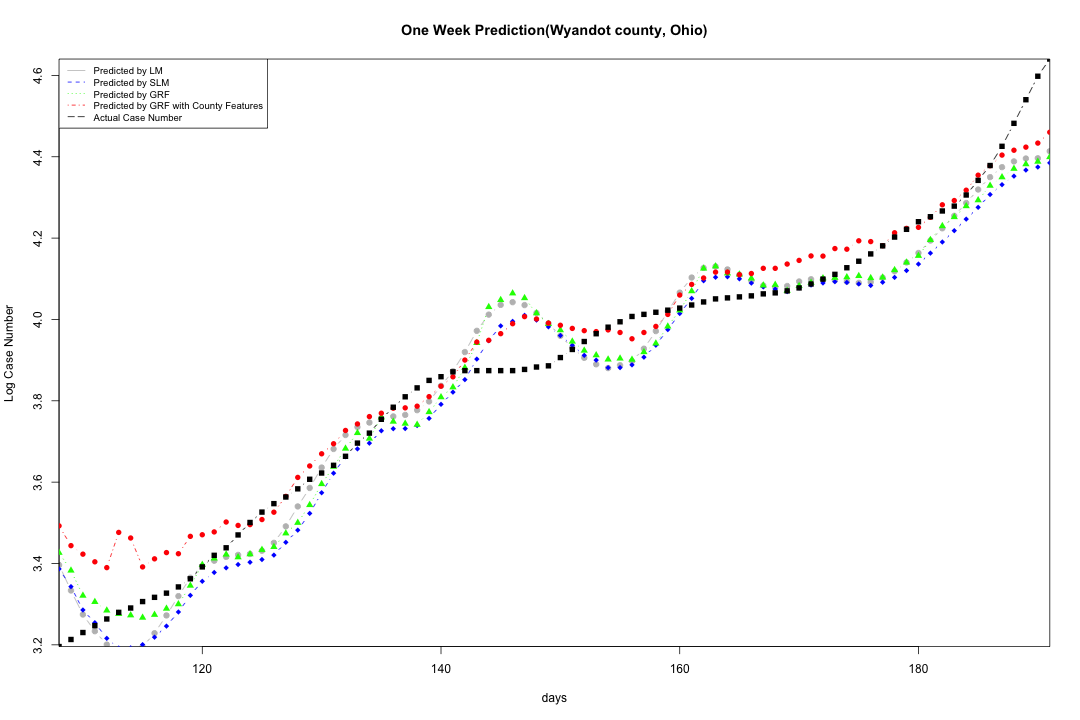 One Week Prediction(Wyandot county, Ohio)
Predicted by LM
Predicted by SLM
Predicted by GRF
Predicted by GRF with County Features
Actual Case Number
Log Case Number
4.6
4.4
4.2
4.0
3.8
3.6
3.4
3.2
120 140 160 180
days